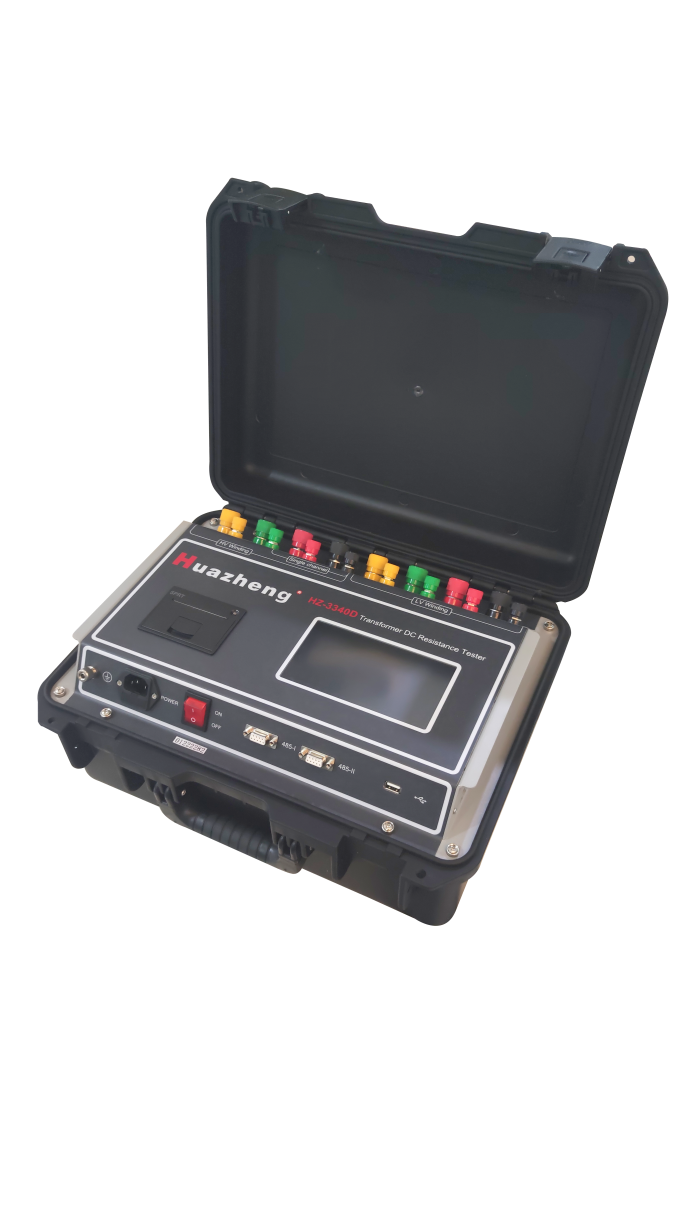 HV Winding
Single channel
LV Winding
Huazheng
HZ-3340D Transformer DC Resistance Tester
POWER
ON
OFF
485-I
485-II